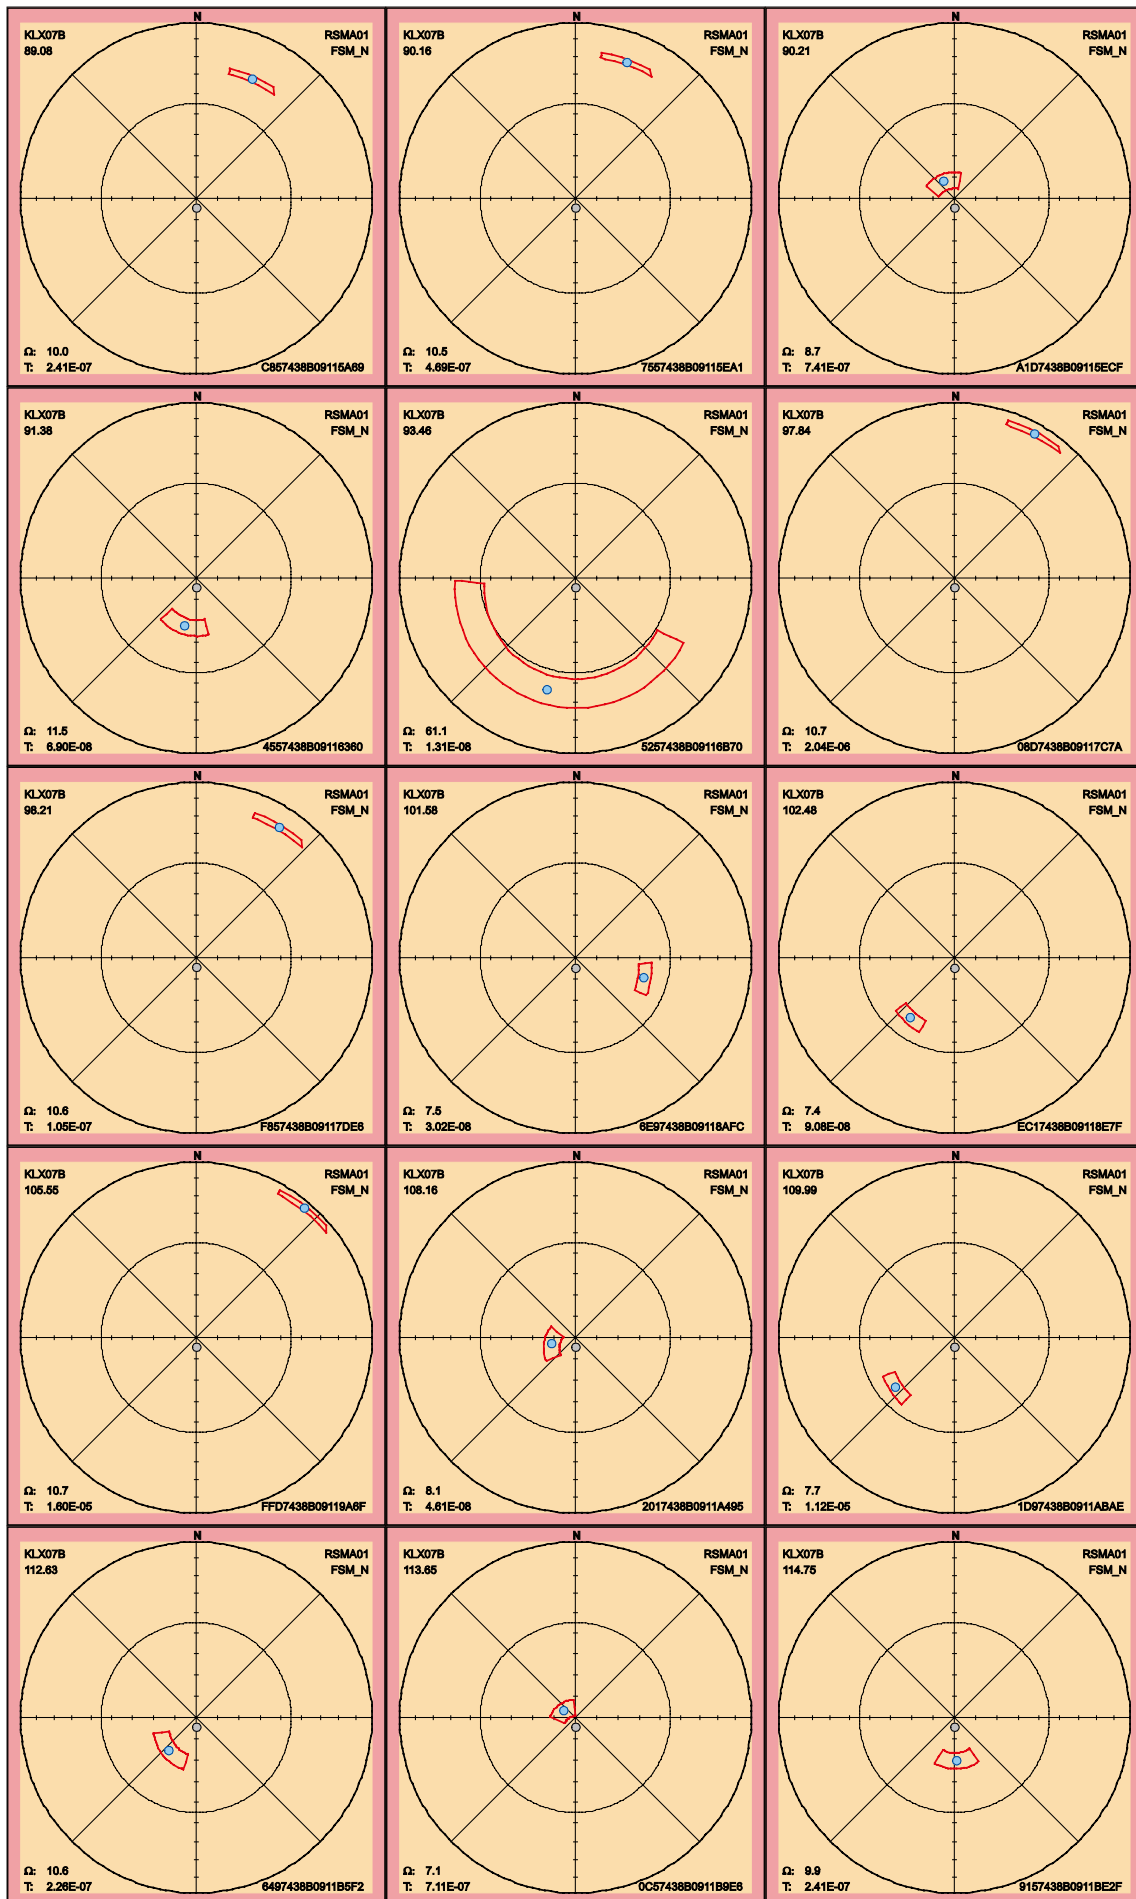 N
KLX07B RSMA01
89.08 FSM_N
Ω: 10.0
T: 2.41E-07 C857438B09115A69
N
KLX07B RSMA01
90.16 FSM_N
Ω: 10.5
T: 4.69E-07 7557438B09115EA1
N
KLX07B RSMA01
90.21 FSM_N
Ω: 8.7
T: 7.41E-07 A1D7438B09115ECF
N
KLX07B RSMA01
91.38 FSM_N
Ω: 11.5
T: 6.90E-08 4557438B09116360
N
KLX07B RSMA01
93.46 FSM_N
Ω: 61.1
T: 1.31E-08 5257438B09116B70
N
KLX07B RSMA01
97.84 FSM_N
Ω: 10.7
T: 2.04E-06 08D7438B09117C7A
N
KLX07B RSMA01
98.21 FSM_N
Ω: 10.6
T: 1.05E-07 F857438B09117DE6
N
KLX07B RSMA01
101.58 FSM_N
Ω: 7.5
T: 3.02E-08 6E97438B09118AFC
N
KLX07B RSMA01
102.48 FSM_N
Ω: 7.4
T: 9.08E-08 EC17438B09118E7F
N
KLX07B RSMA01
105.55 FSM_N
Ω: 10.7
T: 1.60E-05 FFD7438B09119A6F
N
KLX07B RSMA01
108.16 FSM_N
Ω: 8.1
T: 4.61E-08 2017438B0911A495
N
KLX07B RSMA01
109.99 FSM_N
Ω: 7.7
T: 1.12E-05 1D97438B0911ABAE
N
KLX07B RSMA01
112.63 FSM_N
Ω: 10.6
T: 2.26E-07 6497438B0911B5F2
N
KLX07B RSMA01
113.65 FSM_N
Ω: 7.1
T: 7.11E-07 0C57438B0911B9E6
N
KLX07B RSMA01
114.75 FSM_N
Ω: 9.9
T: 2.41E-07 9157438B0911BE2F